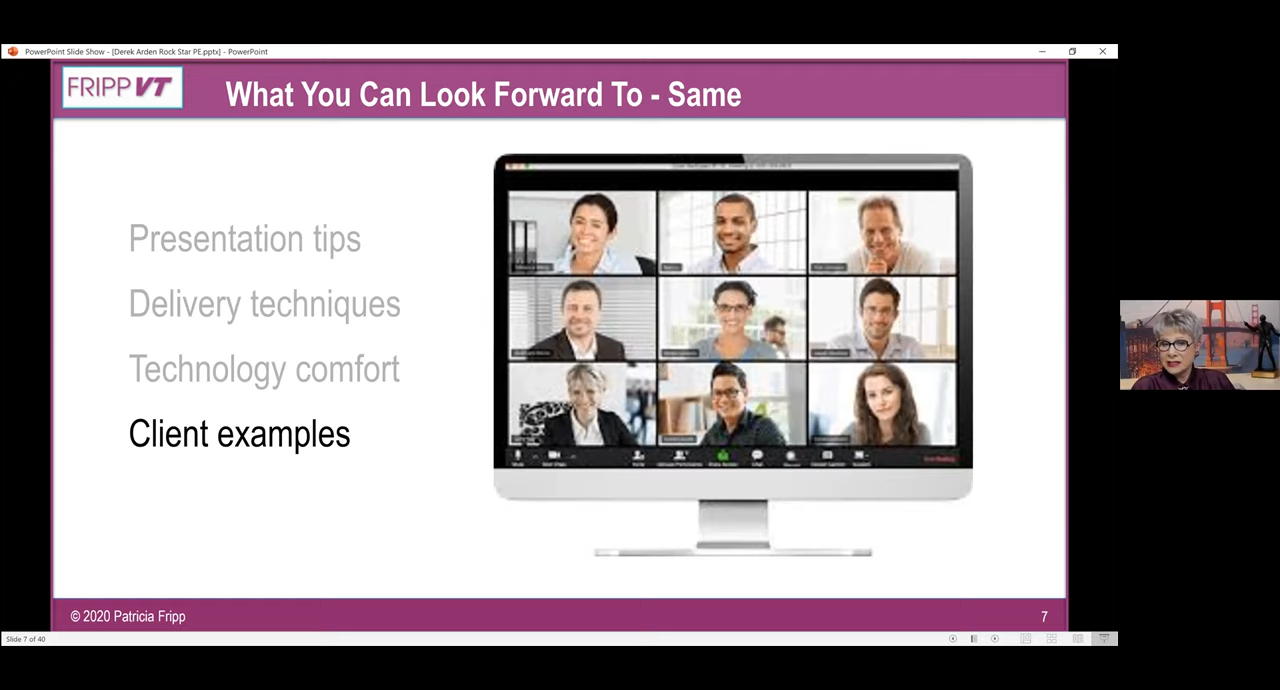 PowerPoint Slide Show - [Derek Arden Rock Star PE.pptx] - PowerPoint
FRIPP VT
What You Can Look Forward To - Same
Presentation tips
Delivery techniques
Technology comfort
Client examples
© 2020 Patricia Fripp
7
Slide 7 of 40